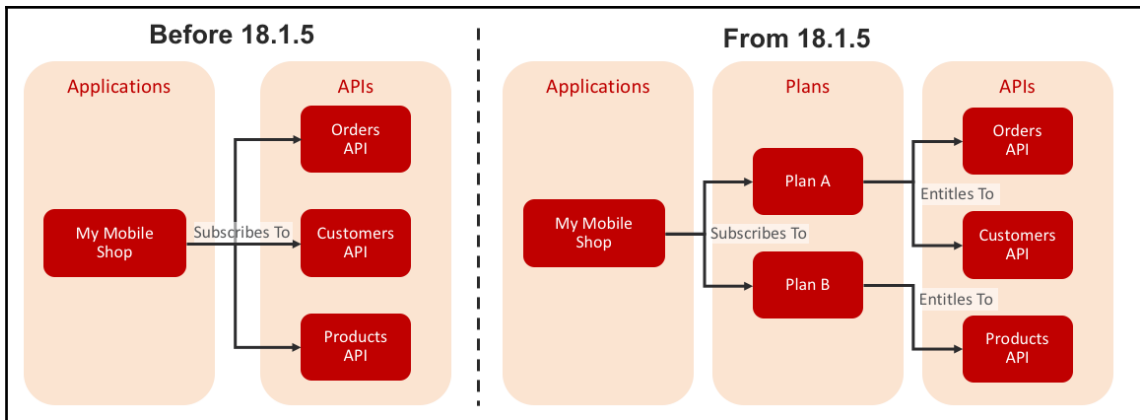 Before 18.1.5
Applications
APIs
Orders
API
My Mobile
Shop
Subscribes To
Customers
API
Products
API
From 18.1.5
Applications
Plans
APIs
My Mobile
Shop
Subscribes To
Plan A
Plan B
Entitles To
Entitles To
Orders
API
Customers
API
Products
API